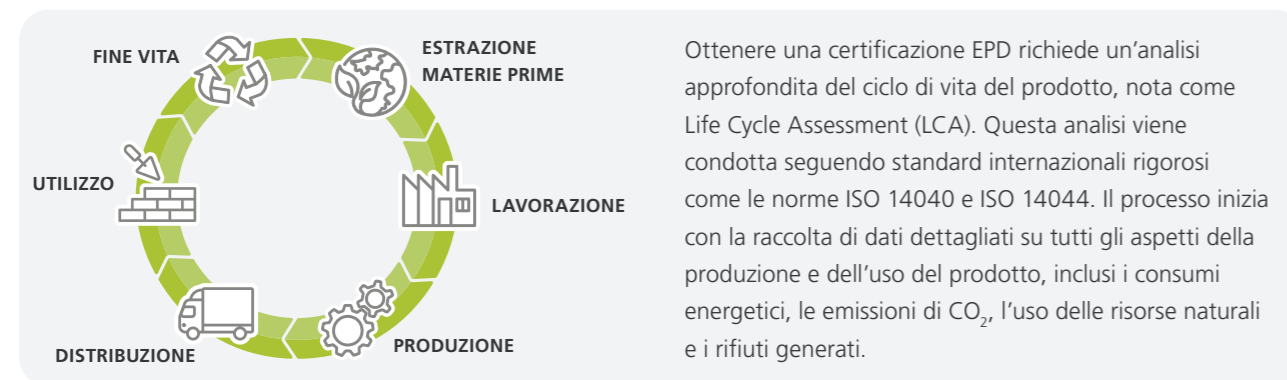 FINE VITA
ESTRAZIONE
MATERIE PRIME
UTILIZZO
LAVORAZIONE
DISTRIBUZIONE
PRODUZIONE
Ottenere una certificazione EPD richiede un'analisi
approfondita del ciclo di vita del prodotto, nota come
Life Cycle Assessment (LCA). Questa analisi viene
condotta seguendo standard internazionali rigorosi
come le norme ISO 14040 e ISO 14044. Il processo inizia
con la raccolta di dati dettagliati su tutti gli aspetti della
produzione e dell'uso del prodotto, inclusi i consumi
energetici, le emissioni di CO₂, l'uso delle risorse naturali
e i rifiuti generati.